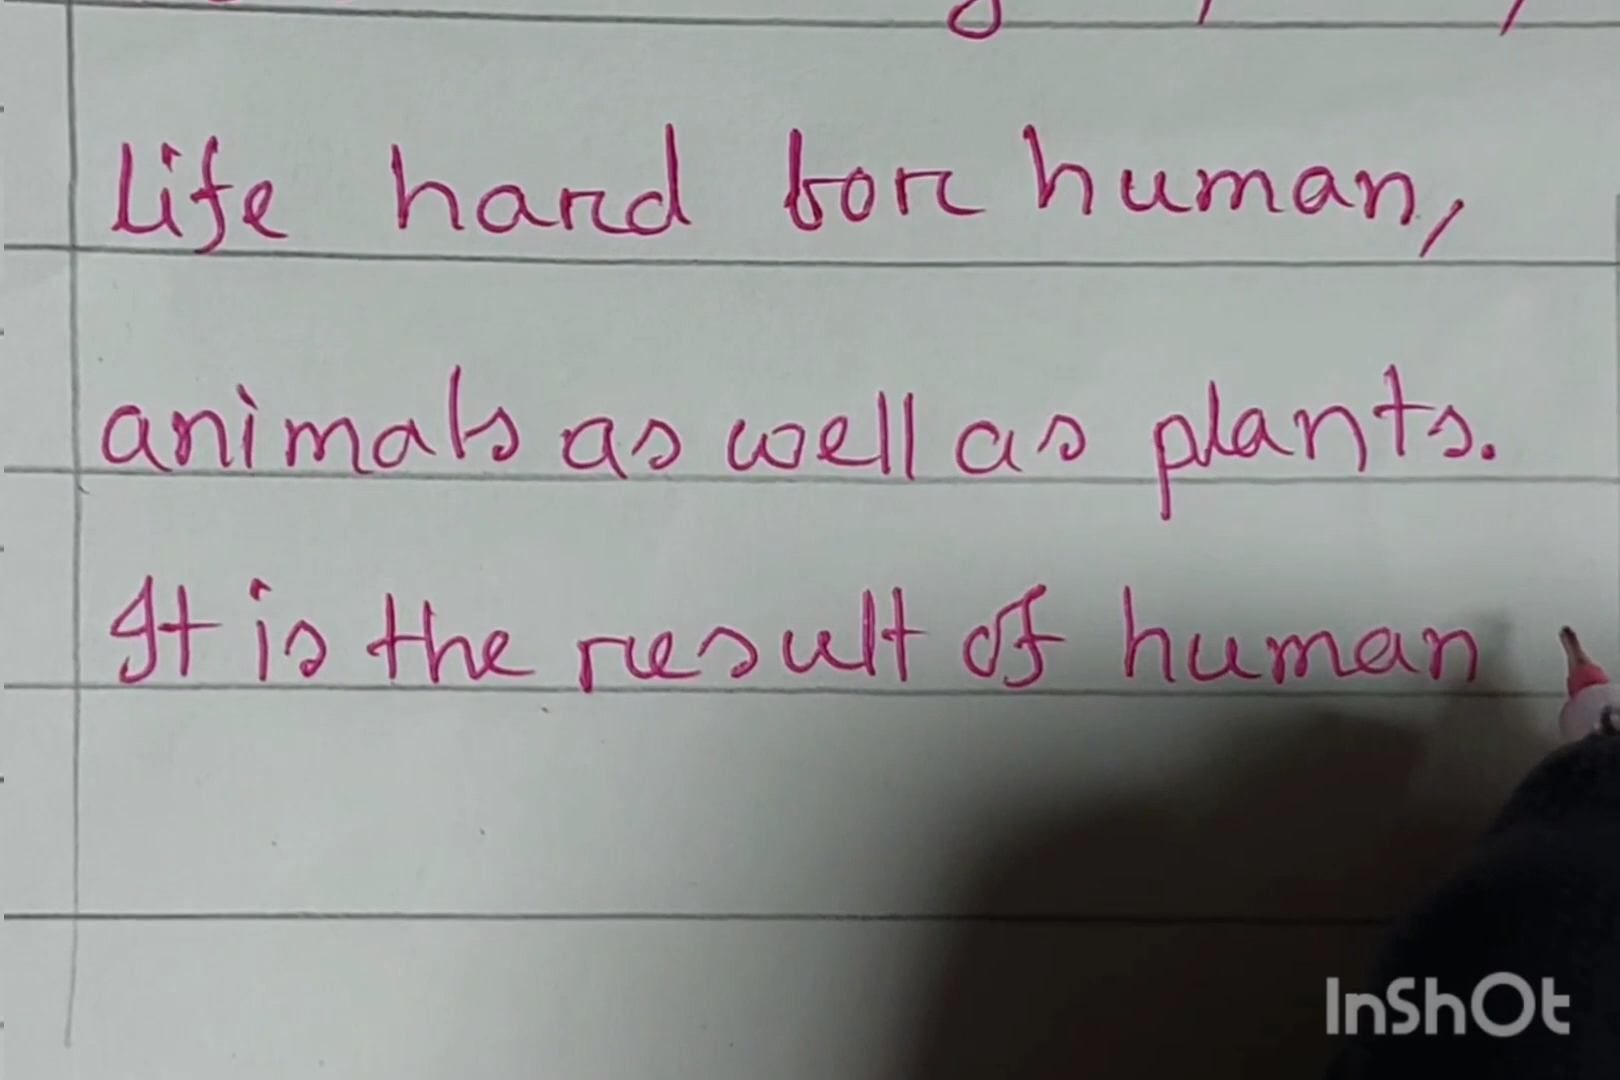 life hard for human,
animals as well as plants.
It is the result of human
InShOt